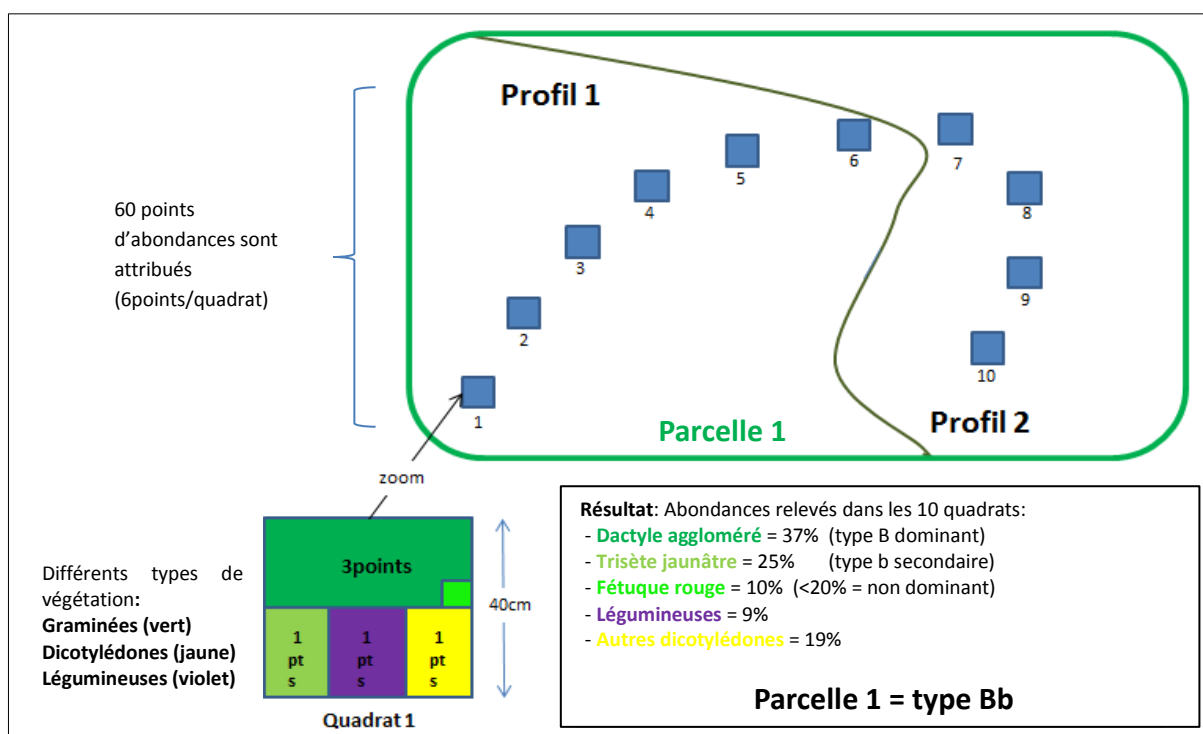 Profil 1
60 points
d’abondances sont
attribués
(6points/quadrat)
1
2
3
4
5
6
7
8
9
10
Parcelle 1
Profil 2
zoom
Différents types de
végétation:
Graminées (vert)
Dicotylédones (jaune)
Légumineuses (violet)
3points
1
pt
s
1
pt
s
1
pt
s
40cm
Quadrat 1
Résultat: Abondances relevés dans les 10 quadrats:
- Dactyle aggloméré = 37% (type B dominant)
- Trisète jaunâtre = 25% (type b secondaire)
- Fétuque rouge = 10% (<20% = non dominant)
- Légumineuses = 9%
- Autres dicotylédones = 19%
Parcelle 1 = type Bb